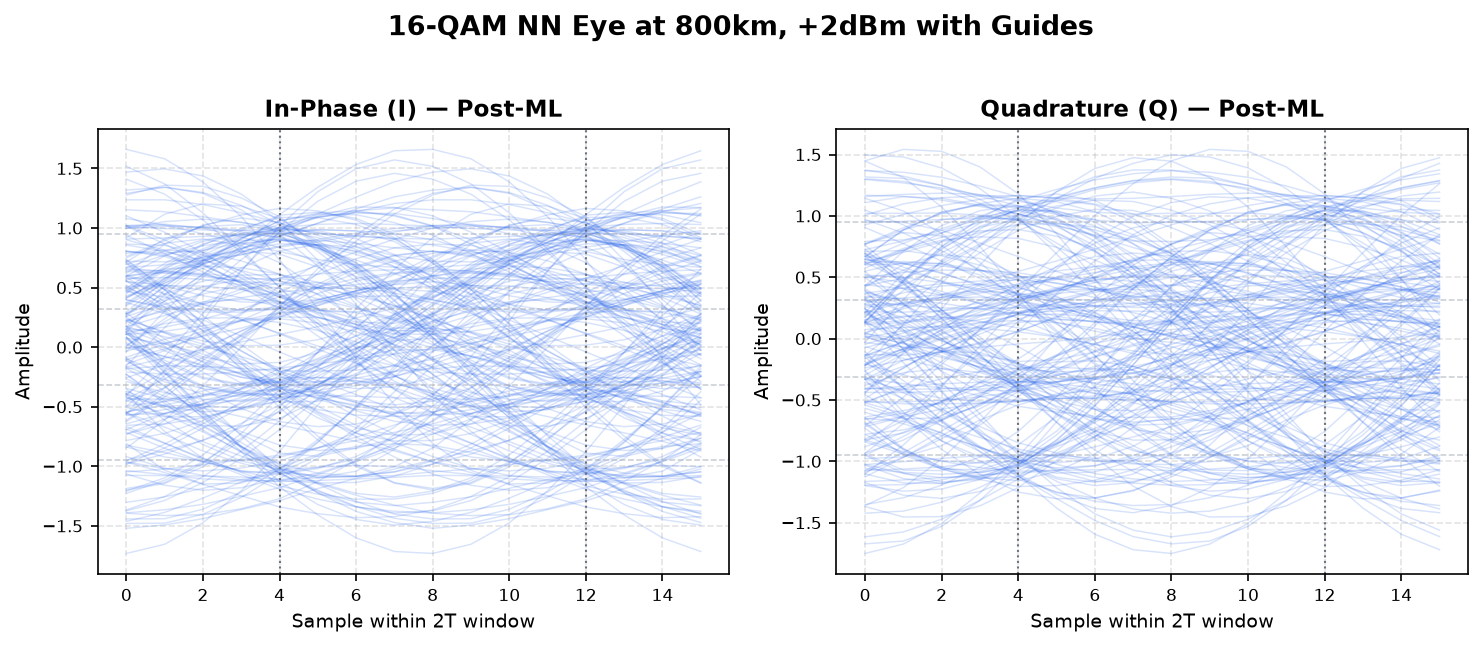 16-QAM NN Eye at 800km, +2dBm with Guides
In-Phase (I) — Post-ML
1.5
1.0
0.5
0.0
−0.5
−1.0
−1.5
Amplitude
0 2 4 6 8 10 12 14
Sample within 2T window
Quadrature (Q) — Post-ML
1.5
1.0
0.5
0.0
−0.5
−1.0
−1.5
Amplitude
0 2 4 6 8 10 12 14
Sample within 2T window